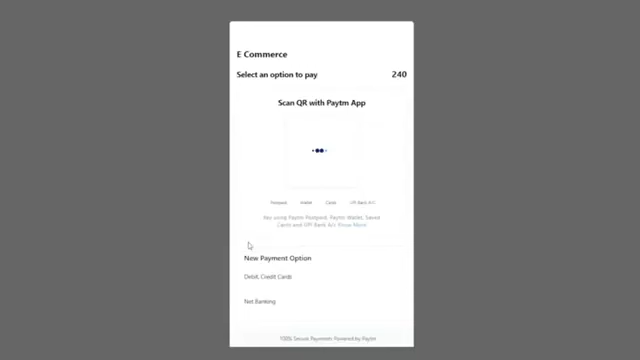 E Commerce
Select an option to pay 240
Scan QR with Paytm App
Postpaid Wallet Cards UPI Bank A/c
Pay using Paytm Postpaid, Paytm Wallet, Saved
Cards and UPI Bank A/c Know More
New Payment Option
Debit, Credit Cards
Net Banking
100% Secure Payments Powered by Paytm